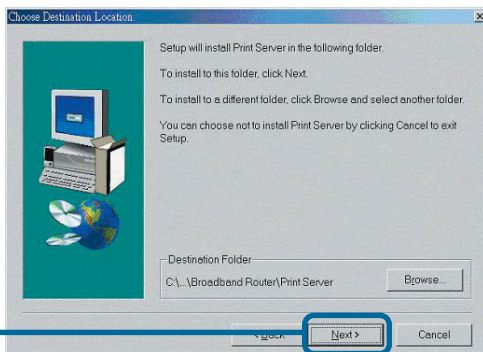 Choose Destination Location
Setup will install Print Server in the following folder.
To install to this folder, click Next.
To install to a different folder, click Browse and select another folder.
You can choose not to install Print Server by clicking Cancel to exit
Setup.
Destination Folder
C:\...\Broadband Router\Print Server
Browse...
< Back
Next >
Cancel